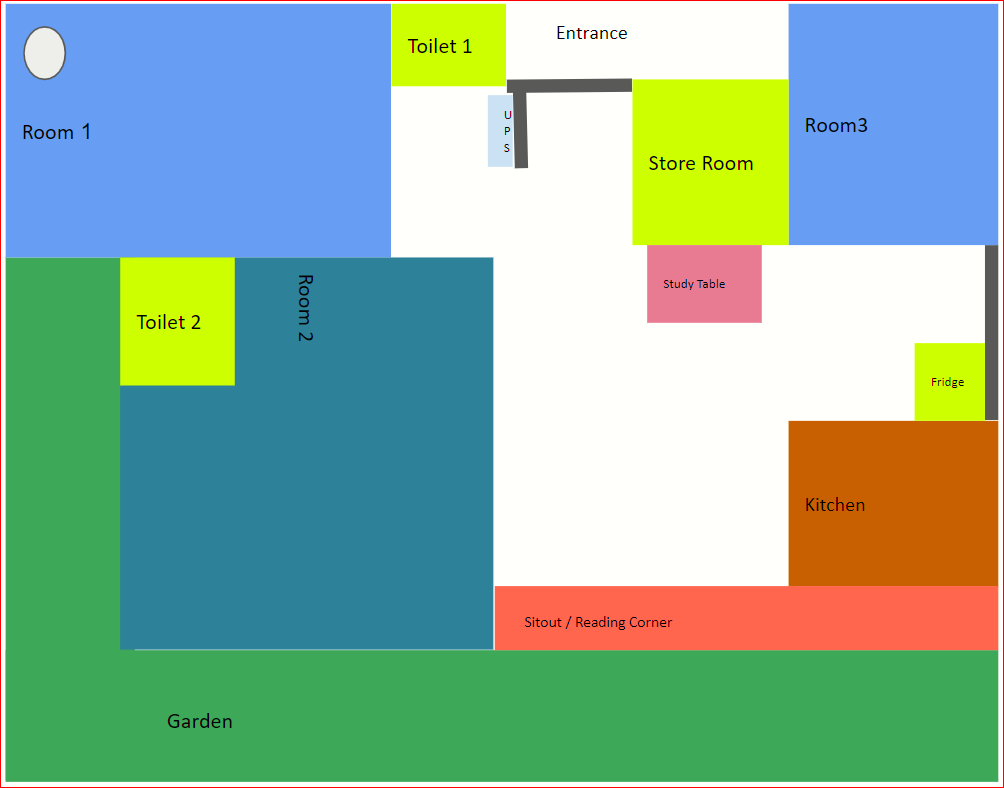 Entrance
Toilet 1
Room 1
U
P
S
Room3
Store Room
Study Table
Room 2
Toilet 2
Fridge
Kitchen
Sitout / Reading Corner
Garden